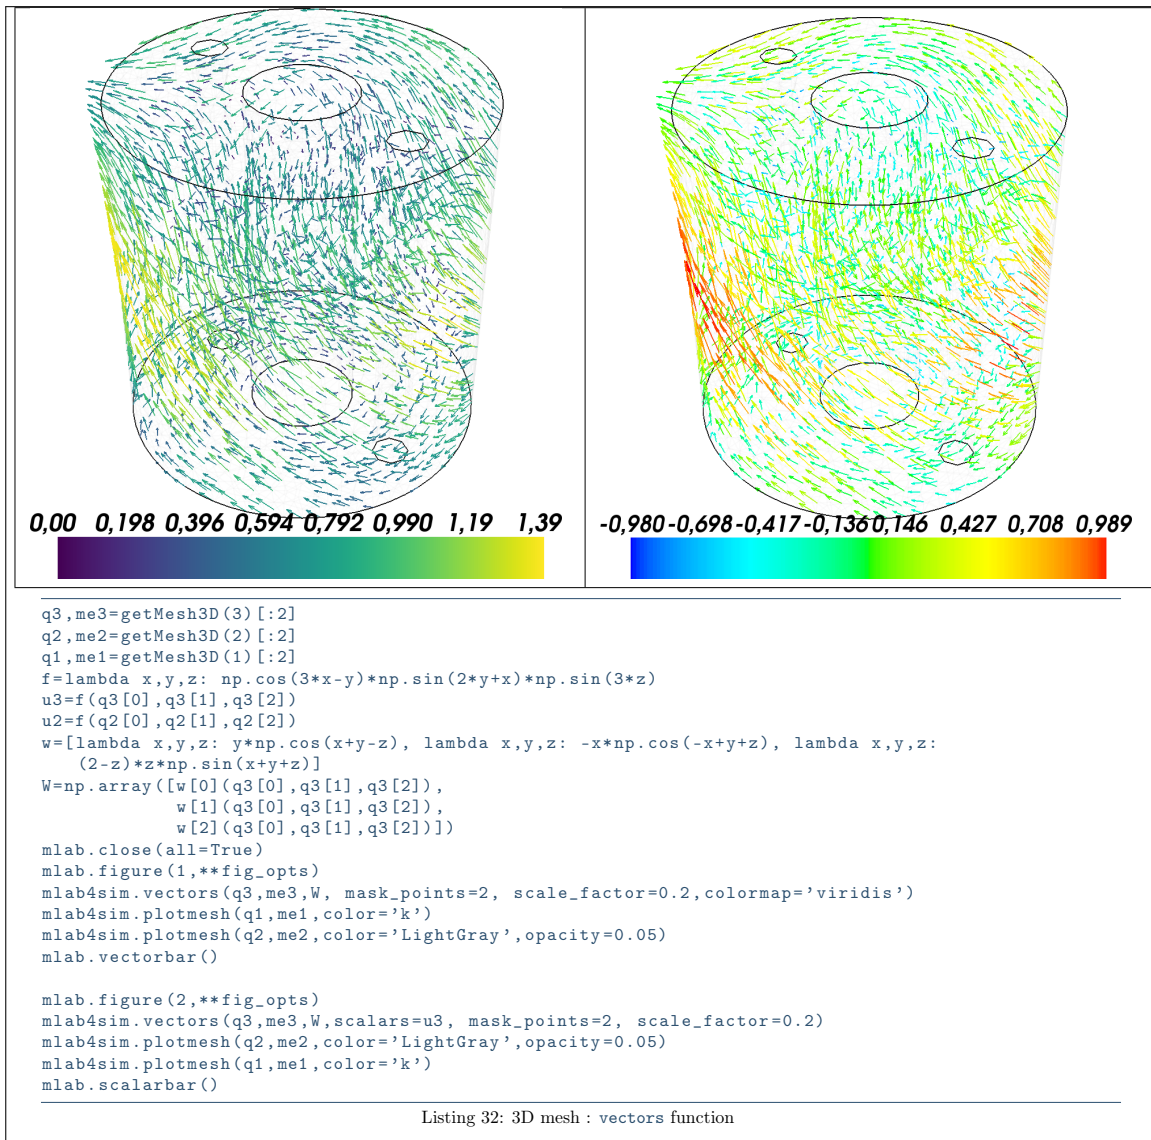 0,00 0,198 0,396 0,594 0,792 0,990 1,19 1,39
-0,980 -0,698 -0,417 -0,136 0,146 0,427 0,708 0,989
q3,me3=getMesh3D(3)[:2]
q2,me2=getMesh3D(2)[:2]
q1,me1=getMesh3D(1)[:2]
f=lambda x,y,z: np.cos(3*x-y)*np.sin(2*y+x)*np.sin(3*z)
u3=f(q3[0],q3[1],q3[2])
u2=f(q2[0],q2[1],q2[2])
w=[lambda x,y,z: y*np.cos(x+y-z), lambda x,y,z: -x*np.cos(-x+y+z), lambda x,y,z:
(2-z)*z*np.sin(x+y+z)]
W=np.array([w[0](q3[0],q3[1],q3[2]),
w[1](q3[0],q3[1],q3[2]),
w[2](q3[0],q3[1],q3[2])])
mlab.close(all=True)
mlab.figure(1,**fig_opts)
mlab4sim.vectors(q3,me3,W, mask_points=2, scale_factor=0.2,colormap='viridis')
mlab4sim.plotmesh(q1,me1,color='k')
mlab4sim.plotmesh(q2,me2,color='LightGray',opacity=0.05)
mlab.vectorbar()
mlab.figure(2,**fig_opts)
mlab4sim.vectors(q3,me3,W,scalars=u3, mask_points=2, scale_factor=0.2)
mlab4sim.plotmesh(q2,me2,color='LightGray',opacity=0.05)
mlab4sim.plotmesh(q1,me1,color='k')
mlab.scalarbar()
Listing 32: 3D mesh : vectors function